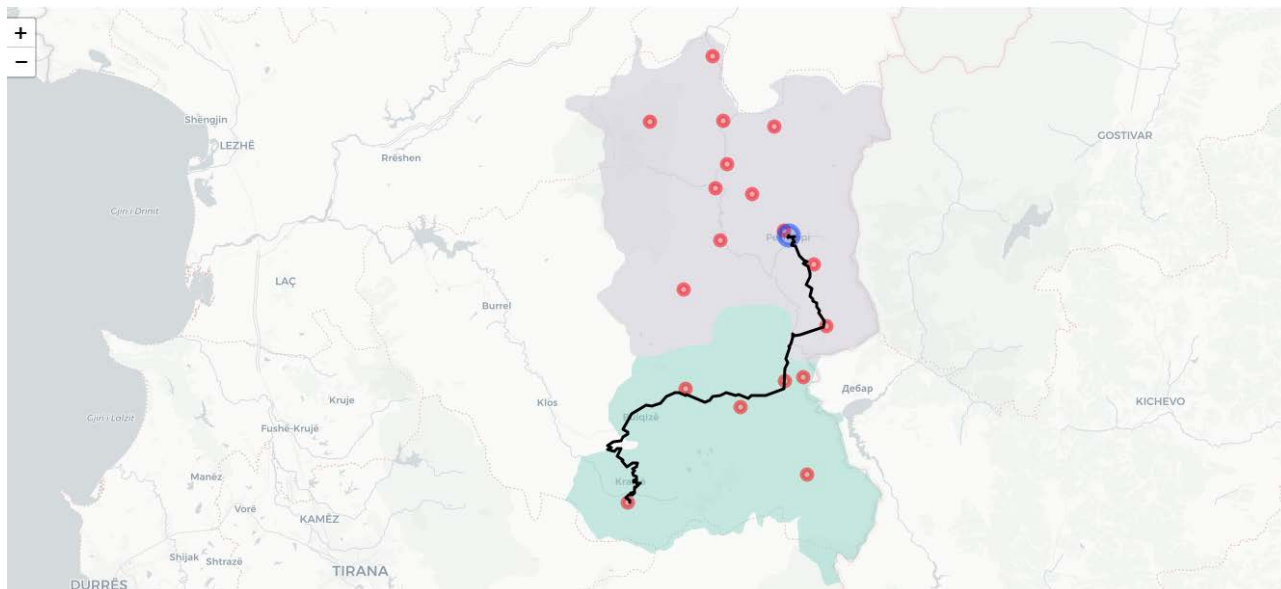 +
−
Shëngjin
LEZHË
Rrëshen
GOSTIVAR
Gjiri i Drinit
LAÇ
Burrel
Дебар
KICHEVO
Kruje
Klos
Gjiri i Lalzit
Fushë-Krujë
Manëz
Vorë
KAMËZ
Shijak
Shtrazë
TIRANA
DURRËS